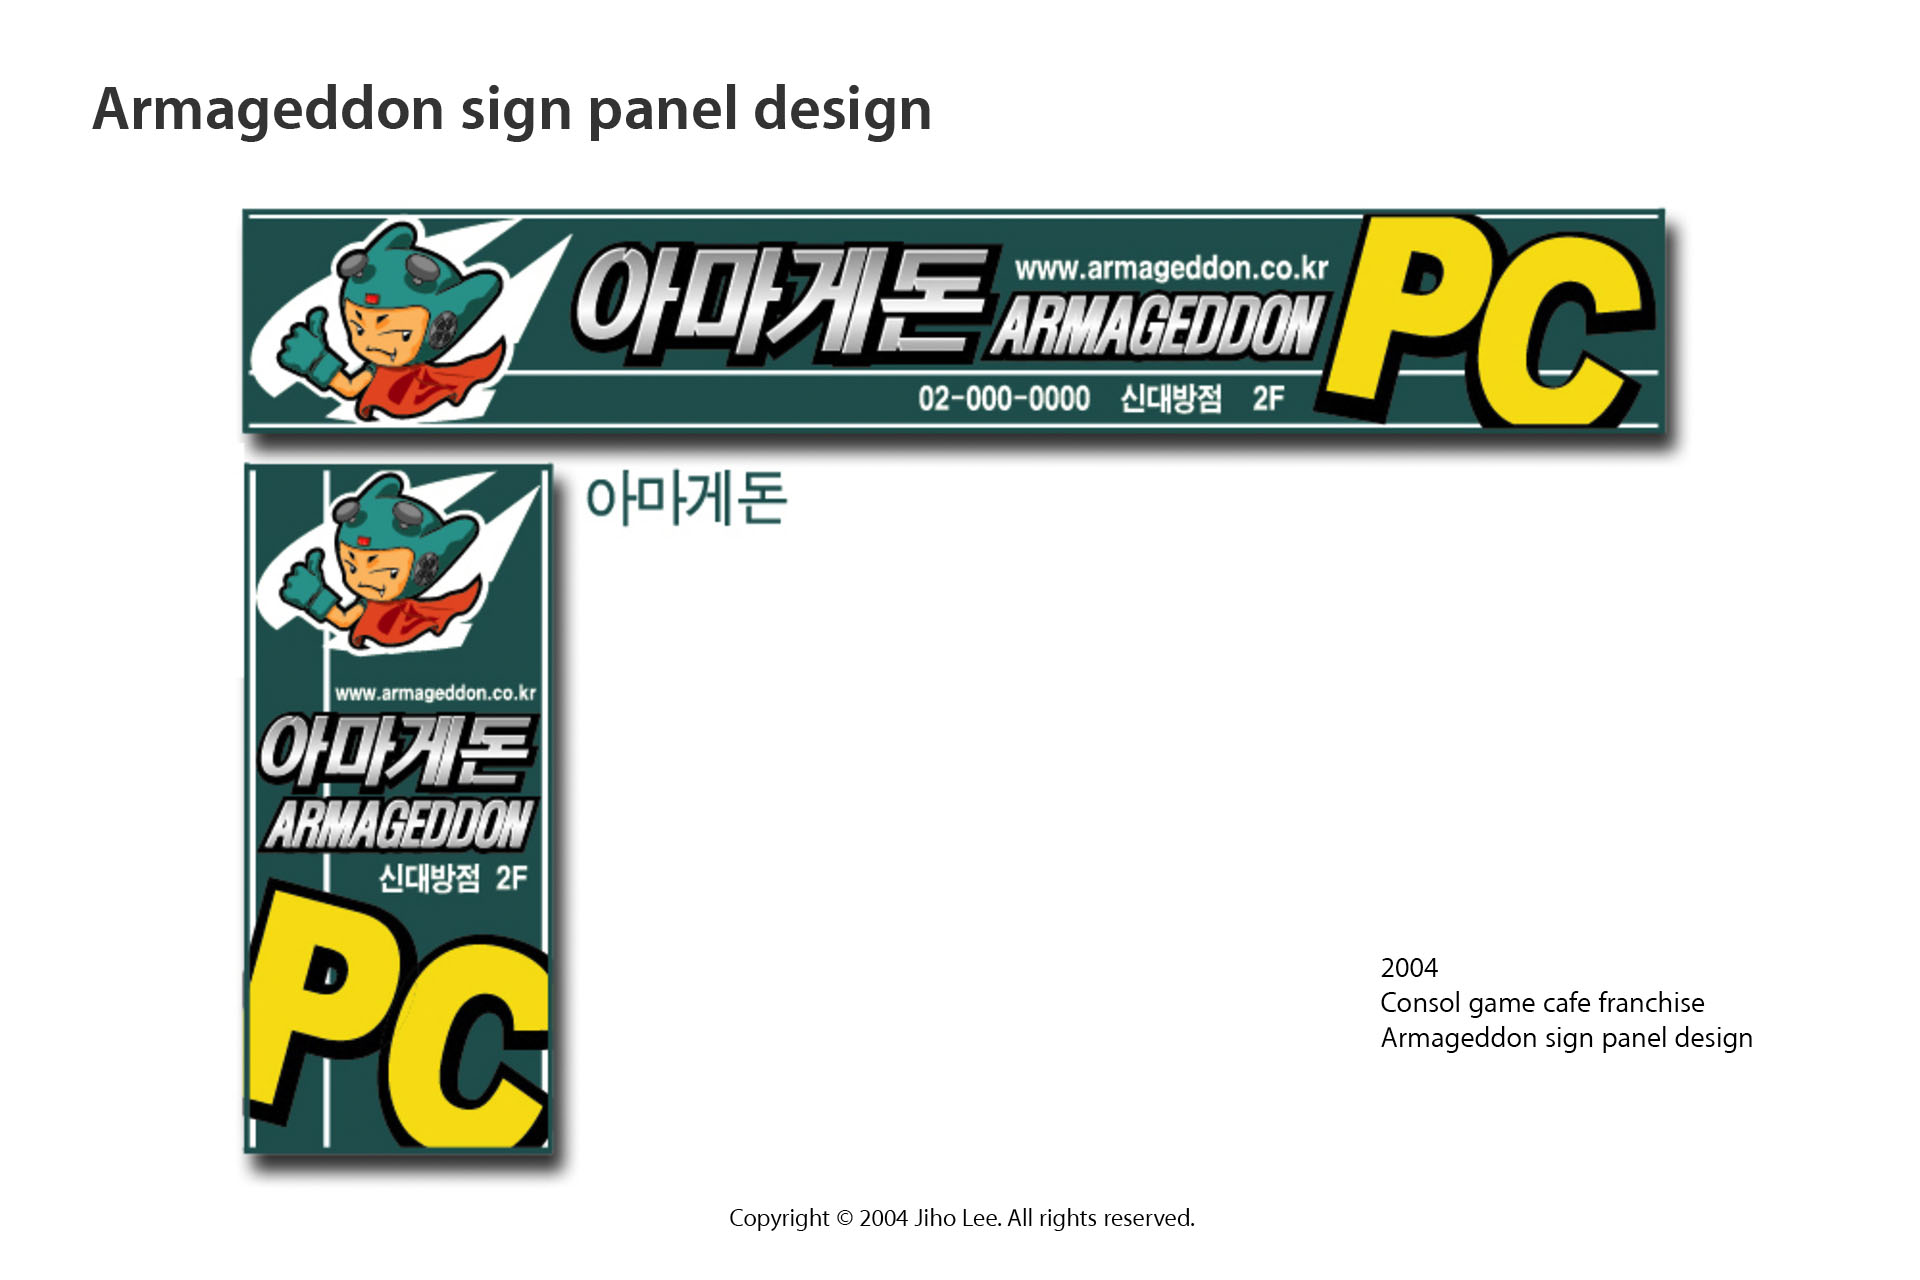 Armageddon sign panel design
아마게돈
www.armageddon.co.kr
ARMAGEDDON
PC
02-000-0000 신대방점 2F
아마게돈
www.armageddon.co.kr
아마게돈
ARMAGEDDON
신대방점 2F
PC
2004
Consol game cafe franchise
Armageddon sign panel design
Copyright © 2004 Jiho Lee. All rights reserved.